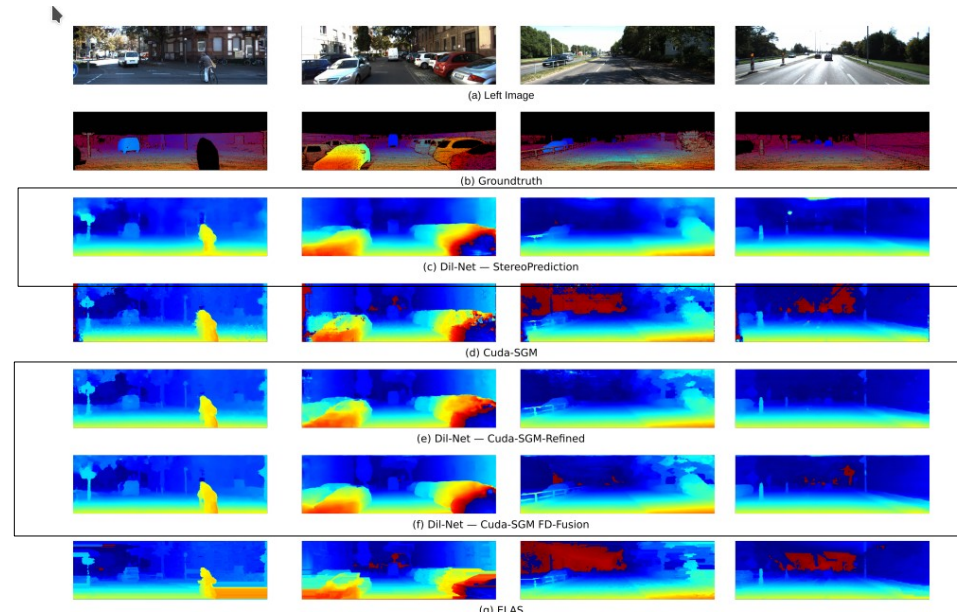 (a) Left Image
(b) Groundtruth
(c) Dil-Net — StereoPrediction
(d) Cuda-SGM
(e) Dil-Net — Cuda-SGM-Refined
(f) Dil-Net — Cuda-SGM FD-Fusion
(g) ELAS